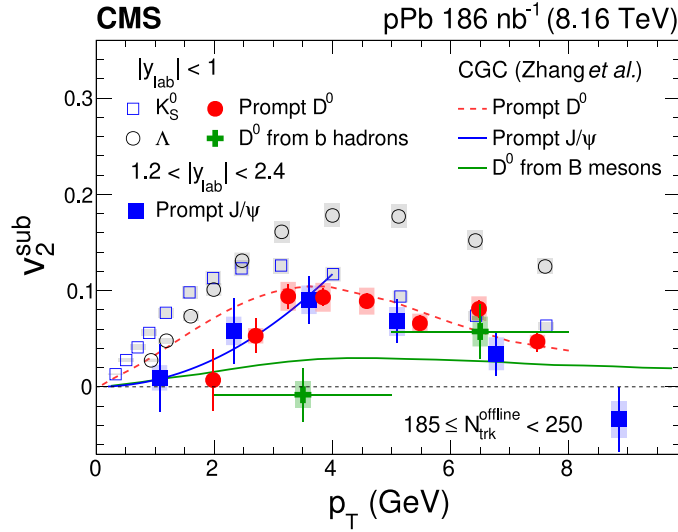 CMS pPb 186 nb⁻¹ (8.16 TeV)
|y_lab| < 1
K⁰_S Prompt D⁰
Λ D⁰ from b hadrons
1.2 < |y_lab| < 2.4
Prompt J/ψ
CGC (Zhang et al.)
Prompt D⁰
Prompt J/ψ
D⁰ from B mesons
v₂^sub
0.3
0.2
0.1
0
185 ≤ N_trk^offline < 250
0 2 4 6 8
p_T (GeV)